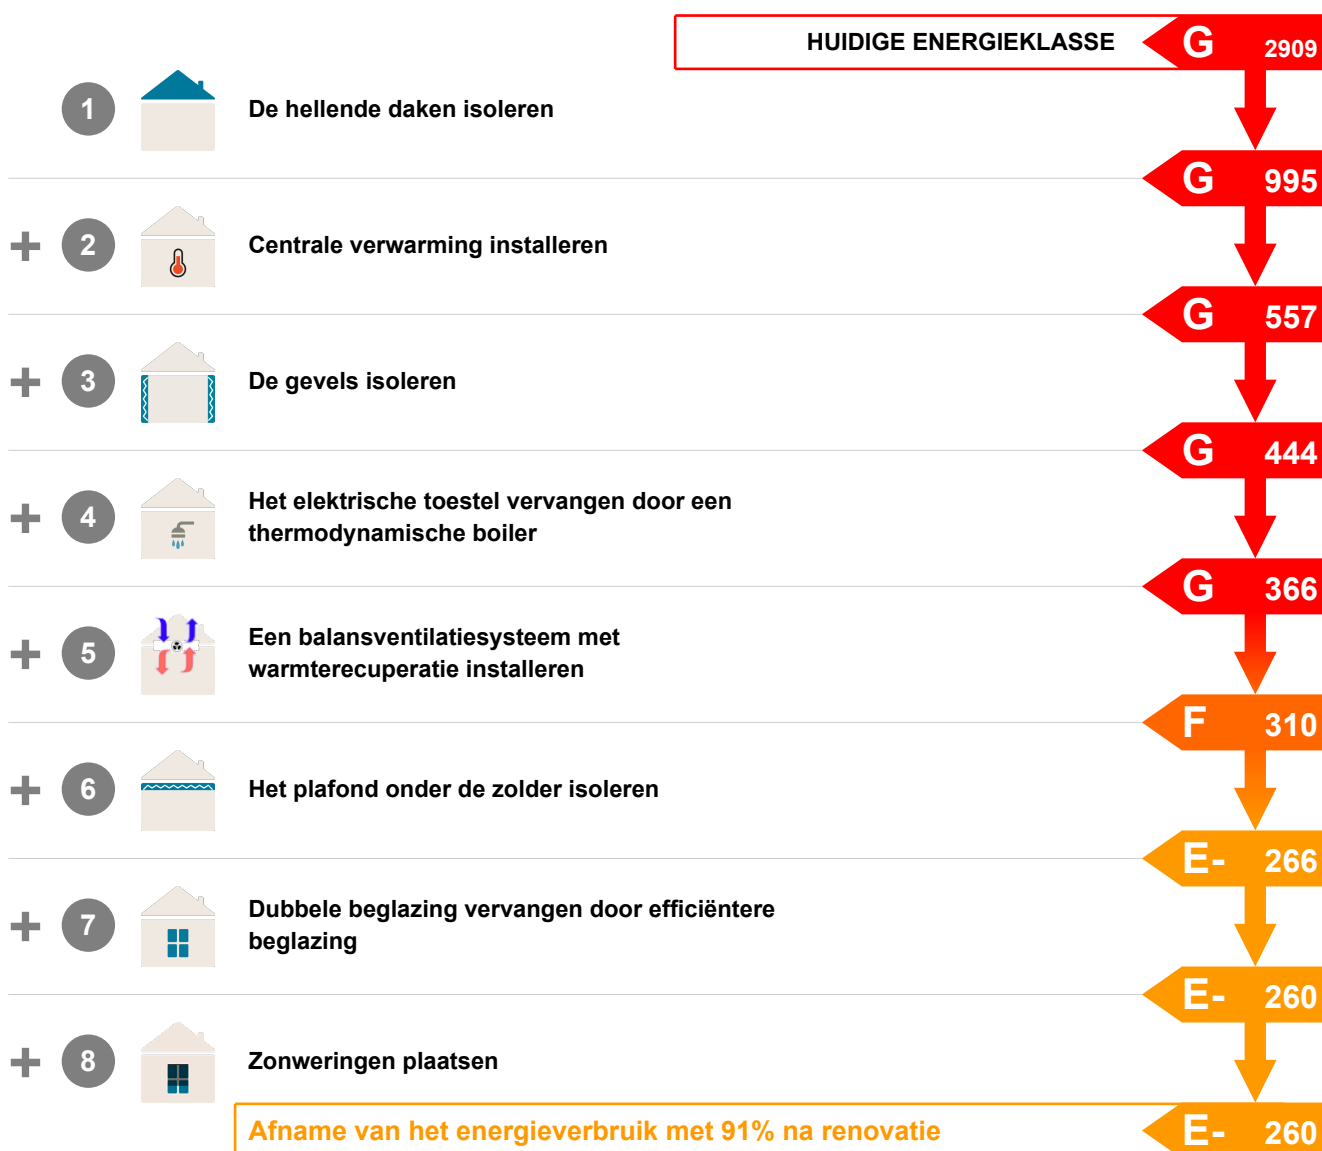 HUIDIGE ENERGIEKLASSE G 2909
1 De hellende daken isoleren
G 995
+ 2 Centrale verwarming installeren
G 557
+ 3 De gevels isoleren
G 444
+ 4 Het elektrische toestel vervangen door een
thermodynamische boiler
G 366
+ 5 Een balansventilatiesysteem met
warmterecuperatie installeren
F 310
+ 6 Het plafond onder de zolder isoleren
E- 266
+ 7 Dubbele beglazing vervangen door efficiëntere
beglazing
E- 260
+ 8 Zonweringen plaatsen
Afname van het energieverbruik met 91% na renovatie E- 260